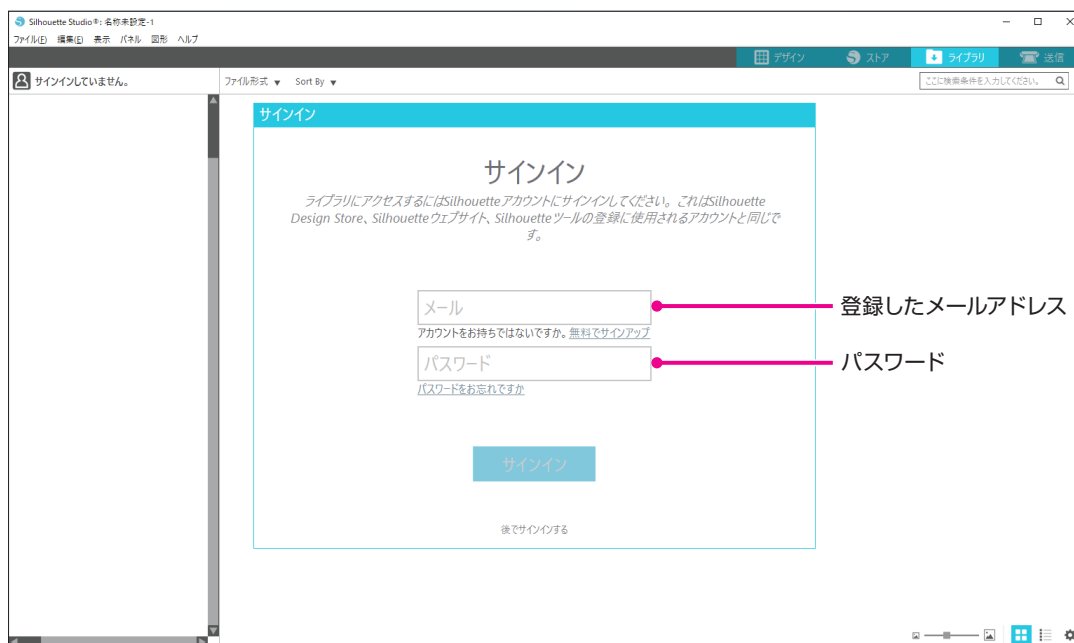 Silhouette Studio®: 名称未設定-1
ファイル(F) 編集(E) 表示 パネル 図形 ヘルプ
デザイン ストア ライブラリ 送信
サインインしていません。 ファイル形式 ▼ Sort By ▼ ここに検索条件を入力してください。
サインイン
サインイン
ライブラリにアクセスするにはSilhouetteアカウントにサインインしてください。これはSilhouette
Design Store、Silhouetteウェブサイト、Silhouetteツールの登録に使用されるアカウントと同じで
す。
メール 登録したメールアドレス
アカウントをお持ちではないですか。無料でサインアップ
パスワード パスワード
パスワードをお忘れですか
サインイン
後でサインインする